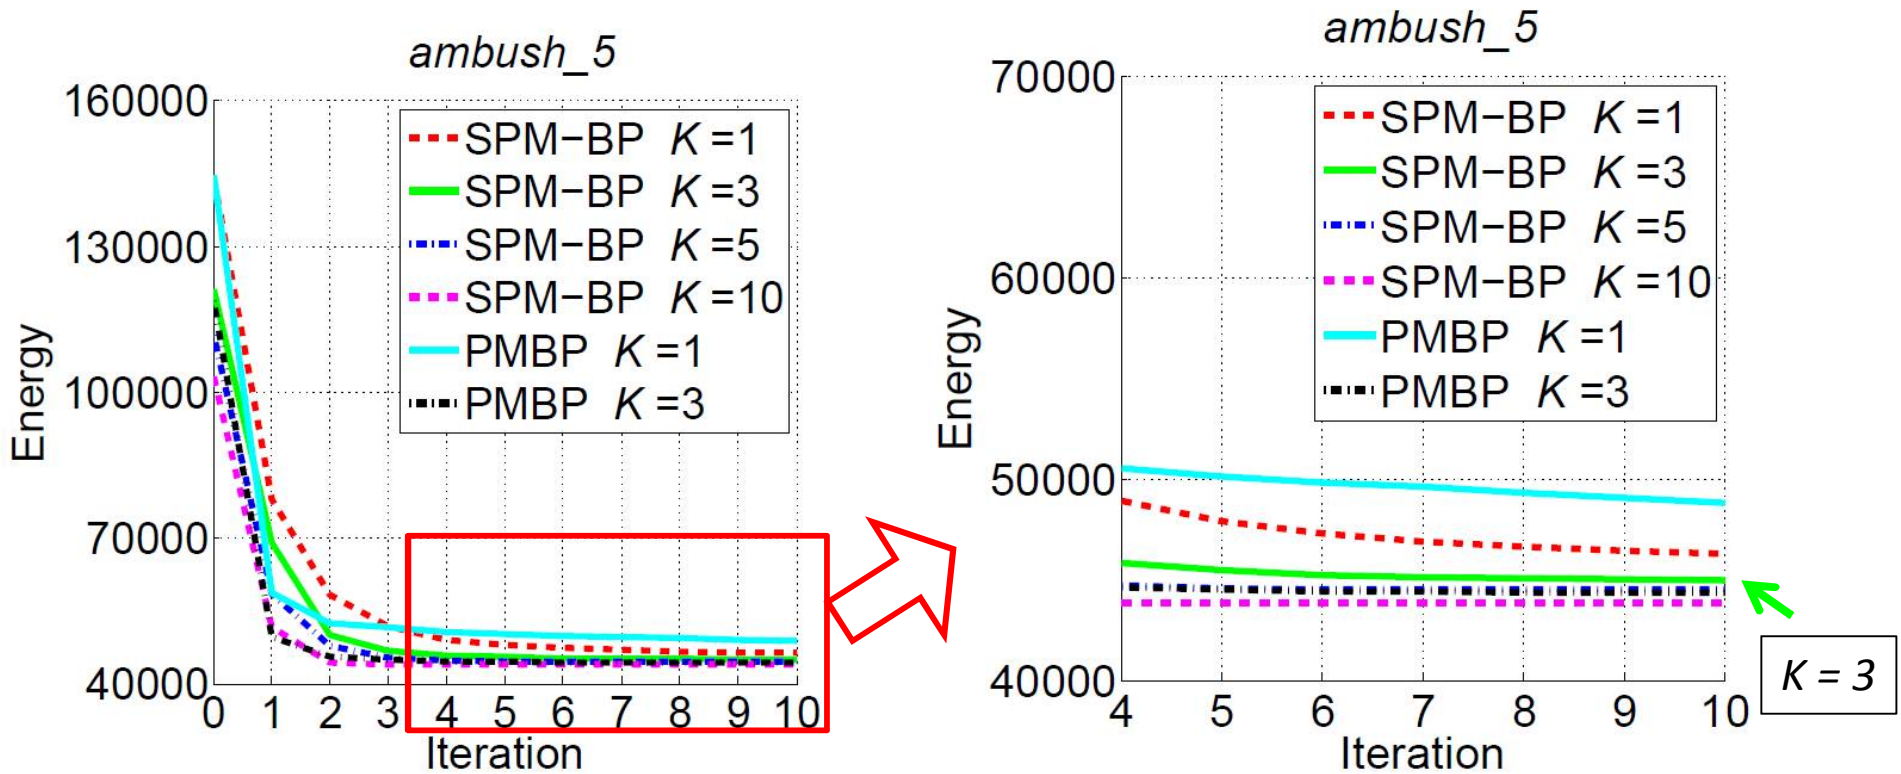 ambush_5
160000
130000
100000
70000
40000
Energy
SPM−BP K =1
SPM−BP K =3
SPM−BP K =5
SPM−BP K =10
PMBP K =1
PMBP K =3
0 1 2 3 4 5 6 7 8 9 10
Iteration
ambush_5
70000
60000
50000
40000
Energy
SPM−BP K =1
SPM−BP K =3
SPM−BP K =5
SPM−BP K =10
PMBP K =1
PMBP K =3
4 5 6 7 8 9 10
Iteration
K = 3